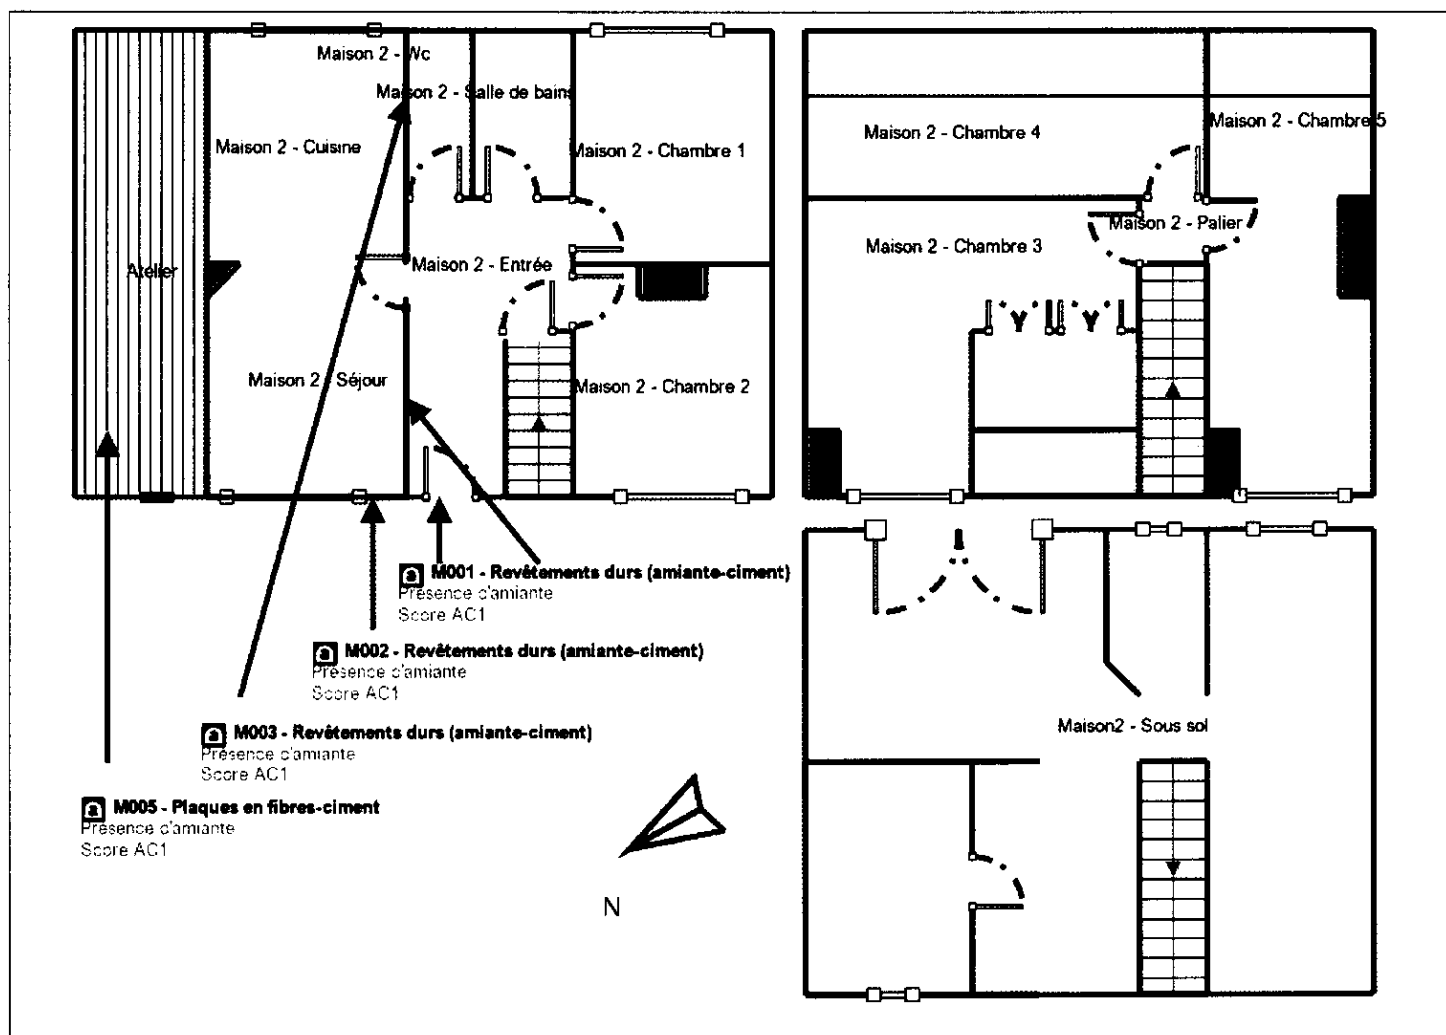 Maison 2 - Wc
Maison 2 - Salle de bains
Maison 2 - Cuisine
Maison 2 - Chambre 1
Atelier
Maison 2 - Entrée
Maison 2 - Séjour
Maison 2 - Chambre 2
Maison 2 - Chambre 4
Maison 2 - Chambre 5
Maison 2 - Palier
Maison 2 - Chambre 3
a M001 - Revêtements durs (amiante-ciment)
Présence d'amiante
Score AC1
a M002 - Revêtements durs (amiante-ciment)
Présence d'amiante
Score AC1
a M003 - Revêtements durs (amiante-ciment)
Présence d'amiante
Score AC1
a M005 - Plaques en fibres-ciment
Présence d'amiante
Score AC1
Maison2 - Sous sol
N